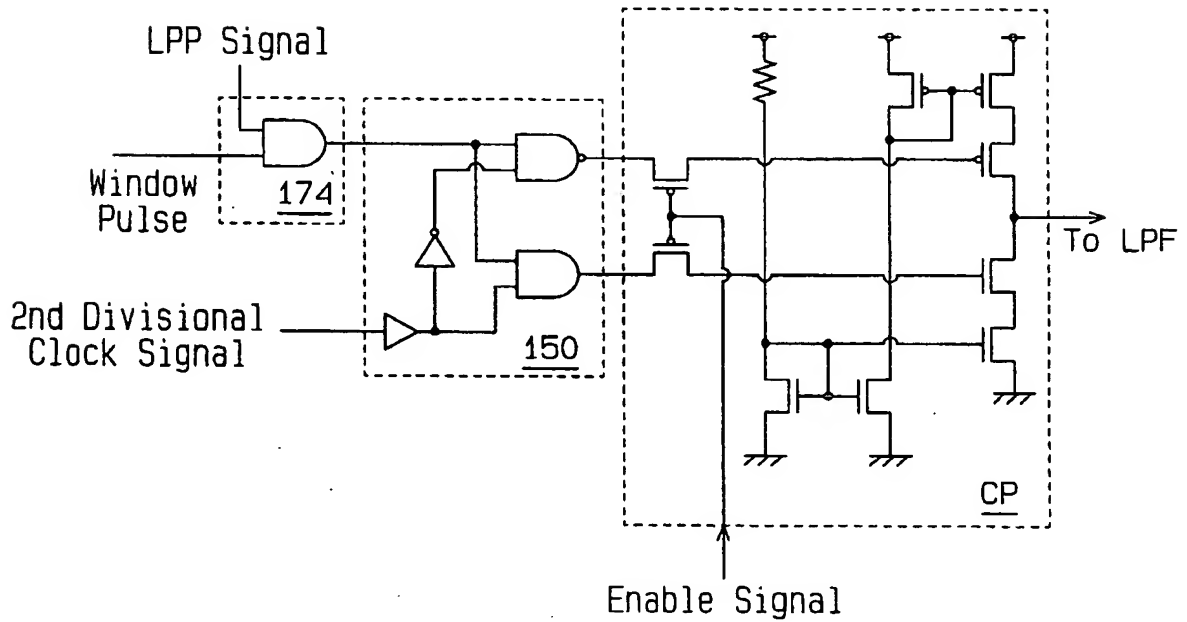 LPP Signal
Window
Pulse
174
2nd Divisional
Clock Signal
150
To LPF
CP
Enable Signal